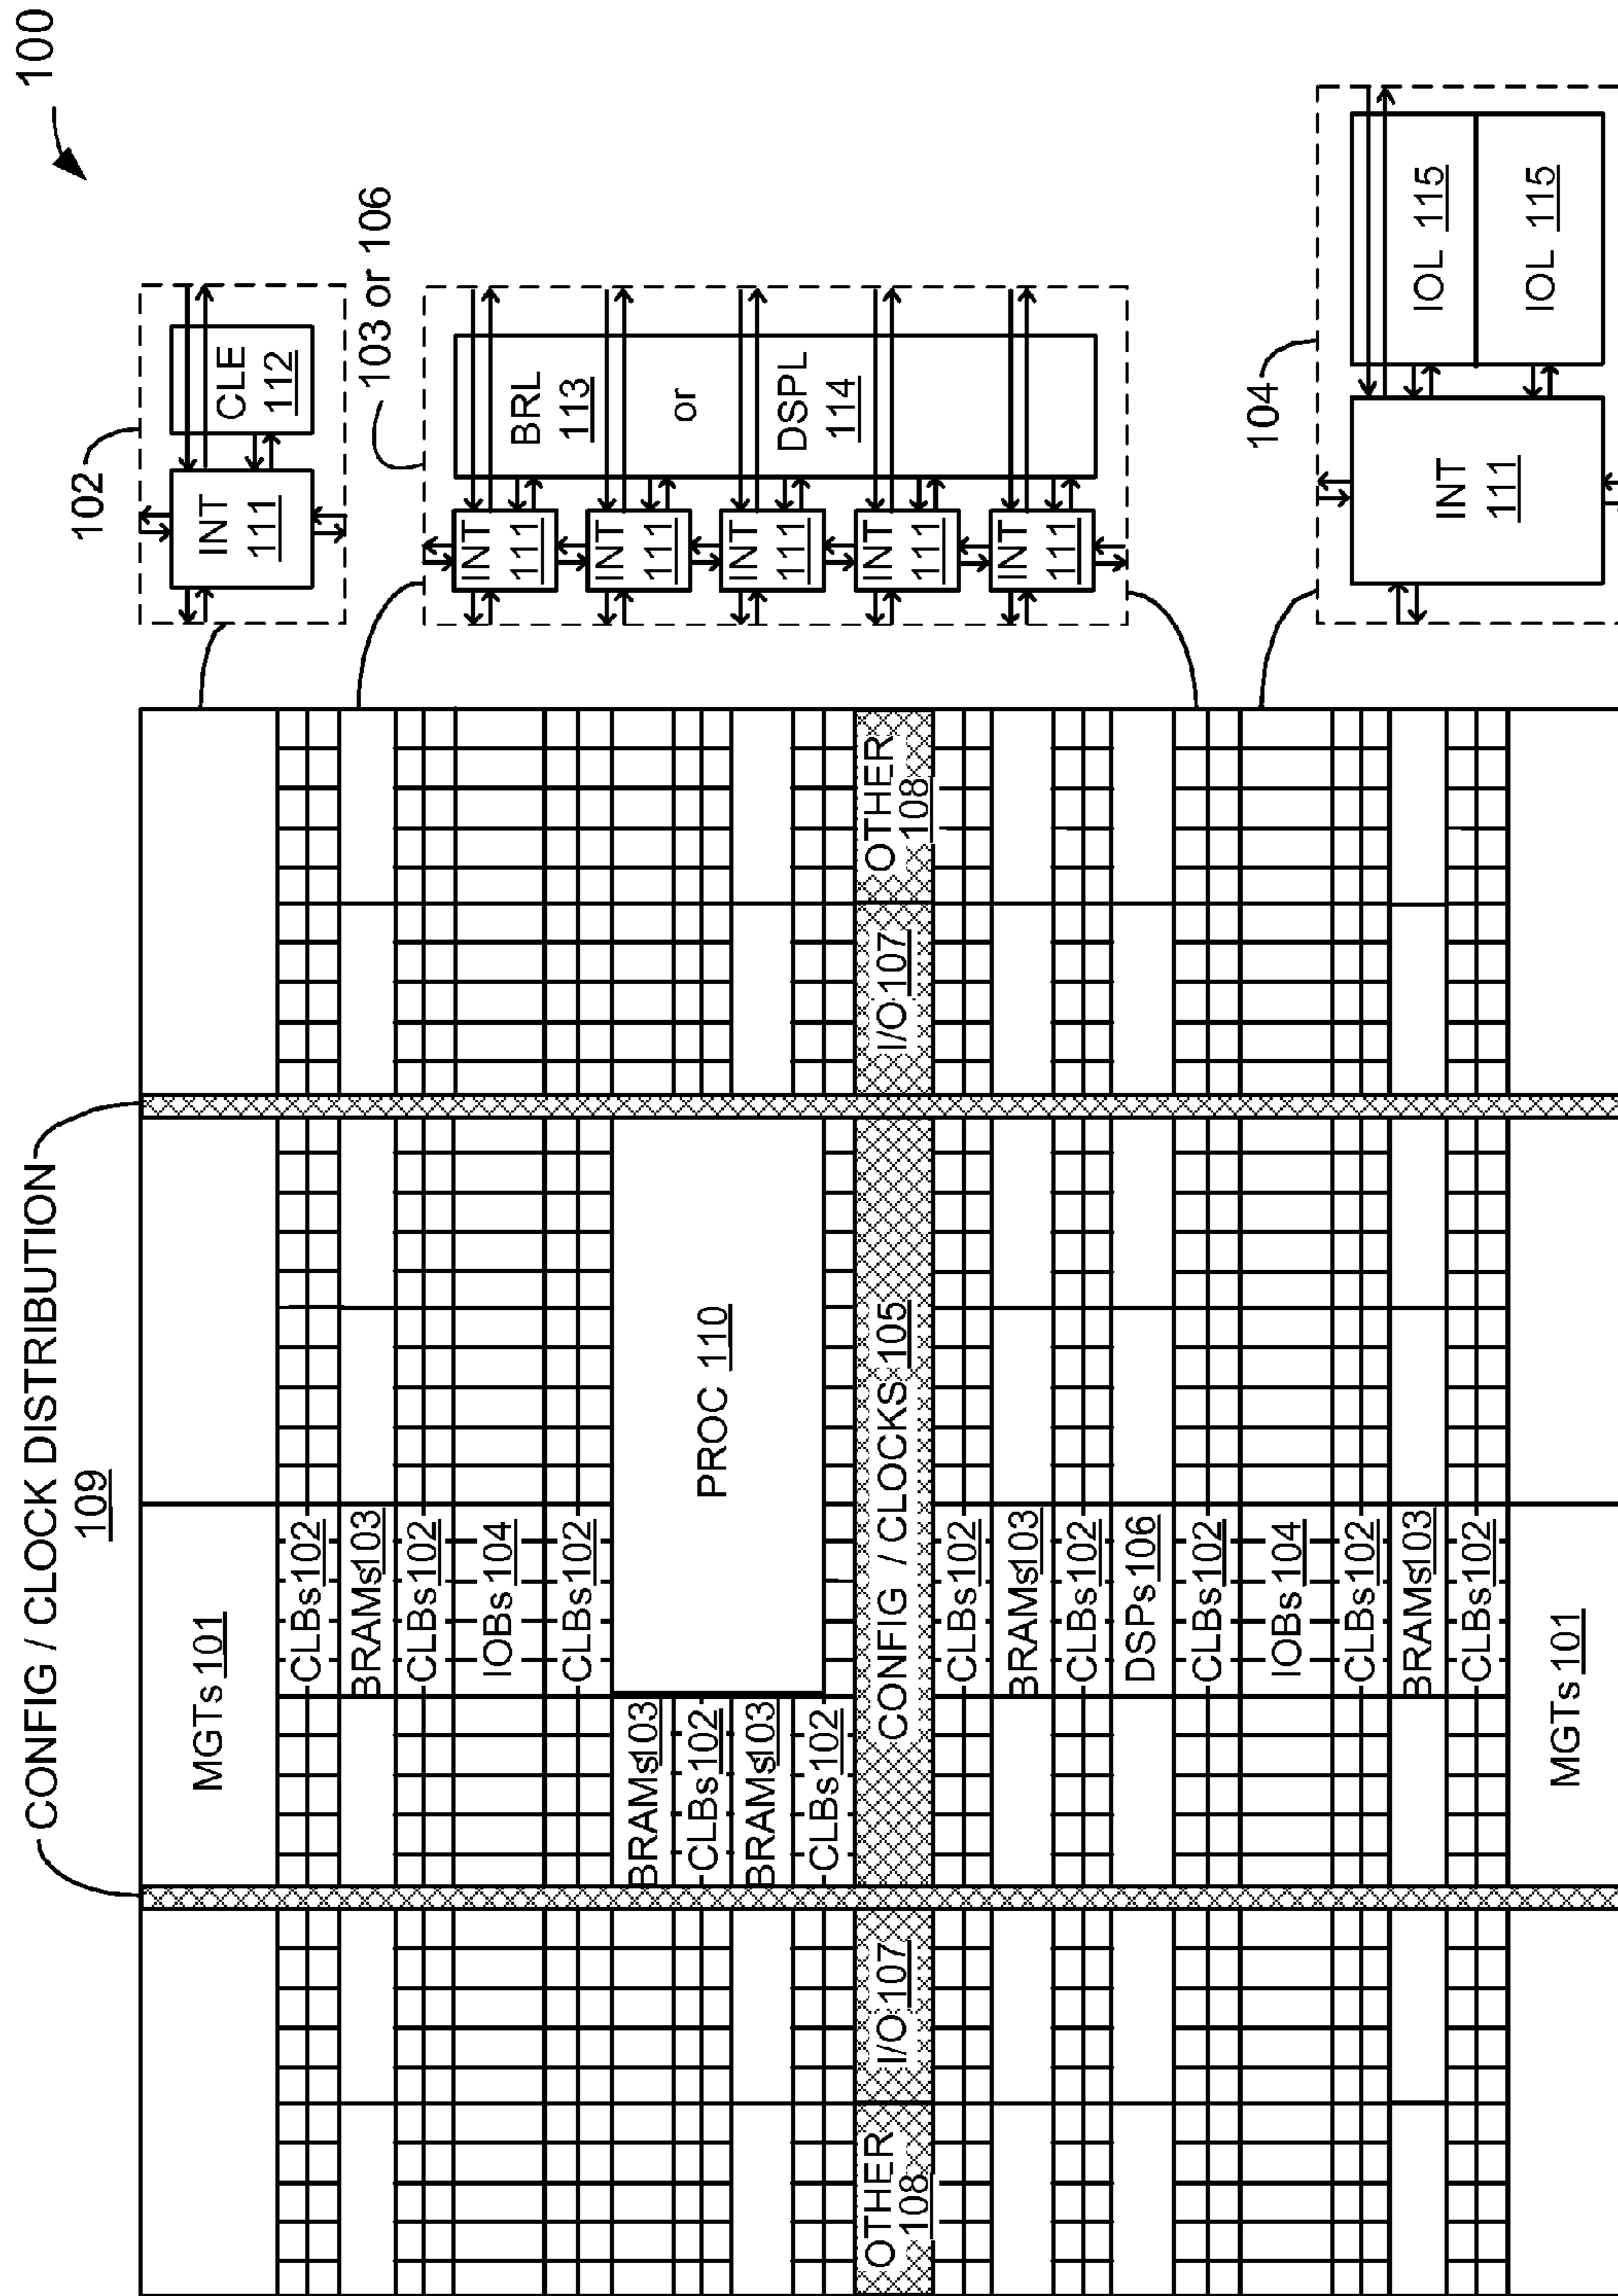 100
CONFIG / CLOCK DISTRIBUTION
109
MGTs 101
CLBs 102
BRAMs 103
CLBs 102
IOBs 104
CLBs 102
PROC 110
BRAMs 103
CLBs 102
BRAMs 103
CLBs 102
OTHER
108
I/O 107
CONFIG / CLOCKS 105
I/O 107
OTHER
108
CLBs 102
BRAMs 103
CLBs 102
DSPs 106
CLBs 102
IOBs 104
CLBs 102
BRAMs 103
CLBs 102
MGTs 101
102
INT
111
CLE
112
103 or 106
INT
111
INT
111
INT
111
INT
111
INT
111
BRL
113
or
DSPL
114
104
INT
111
IOL 115
IOL 115